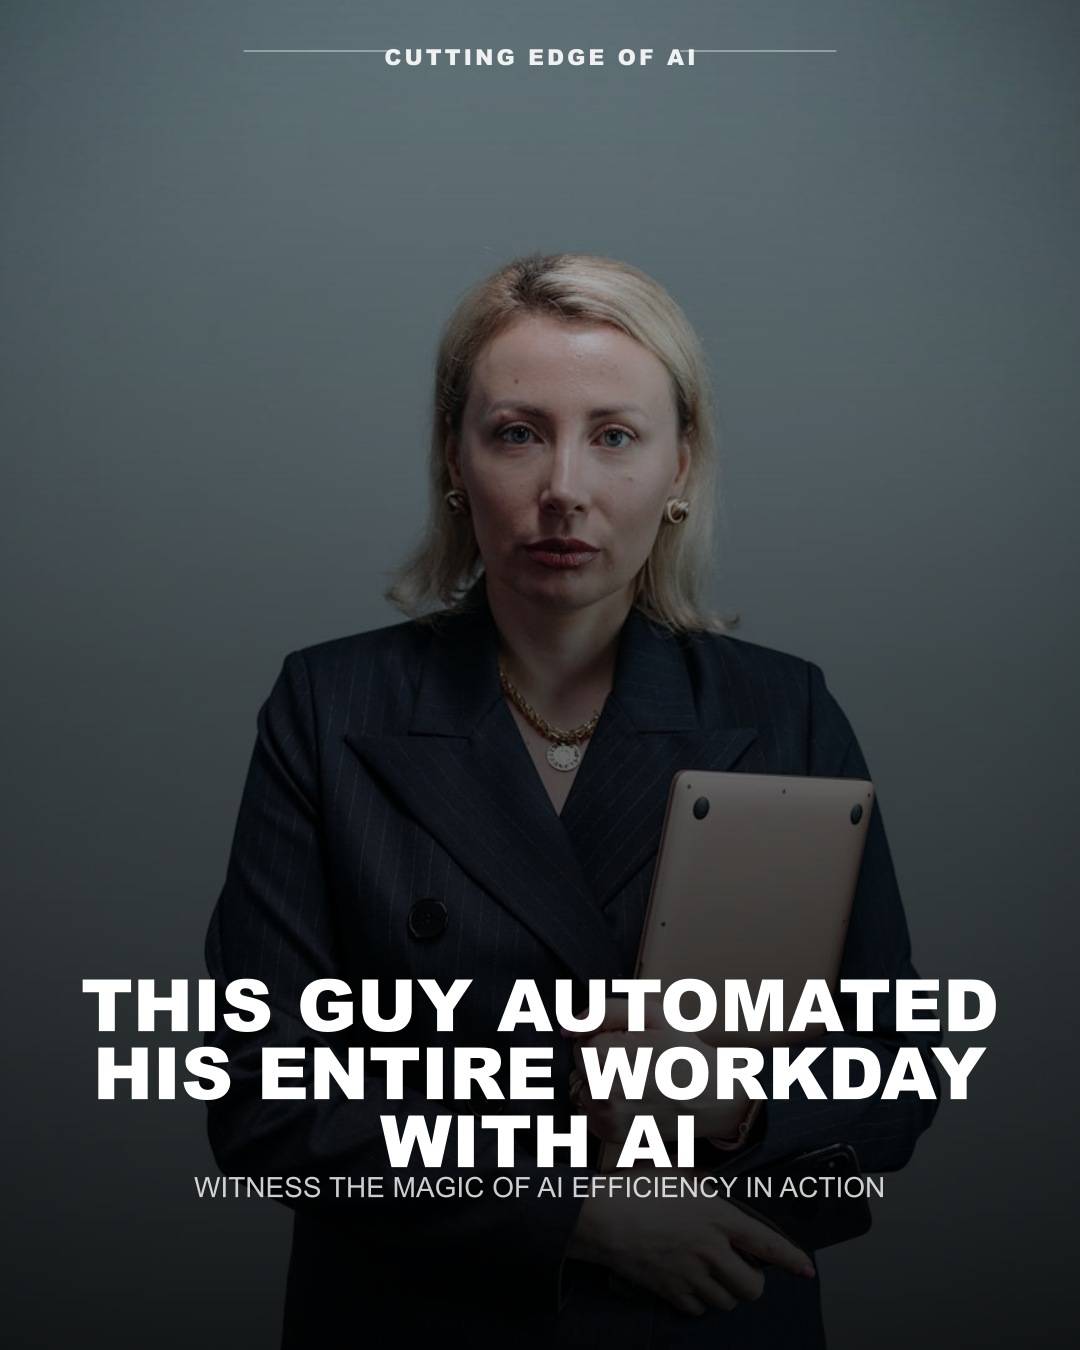 CUTTING EDGE OF AI
THIS GUY AUTOMATED
HIS ENTIRE WORKDAY
WITH AI
WITNESS THE MAGIC OF AI EFFICIENCY IN ACTION